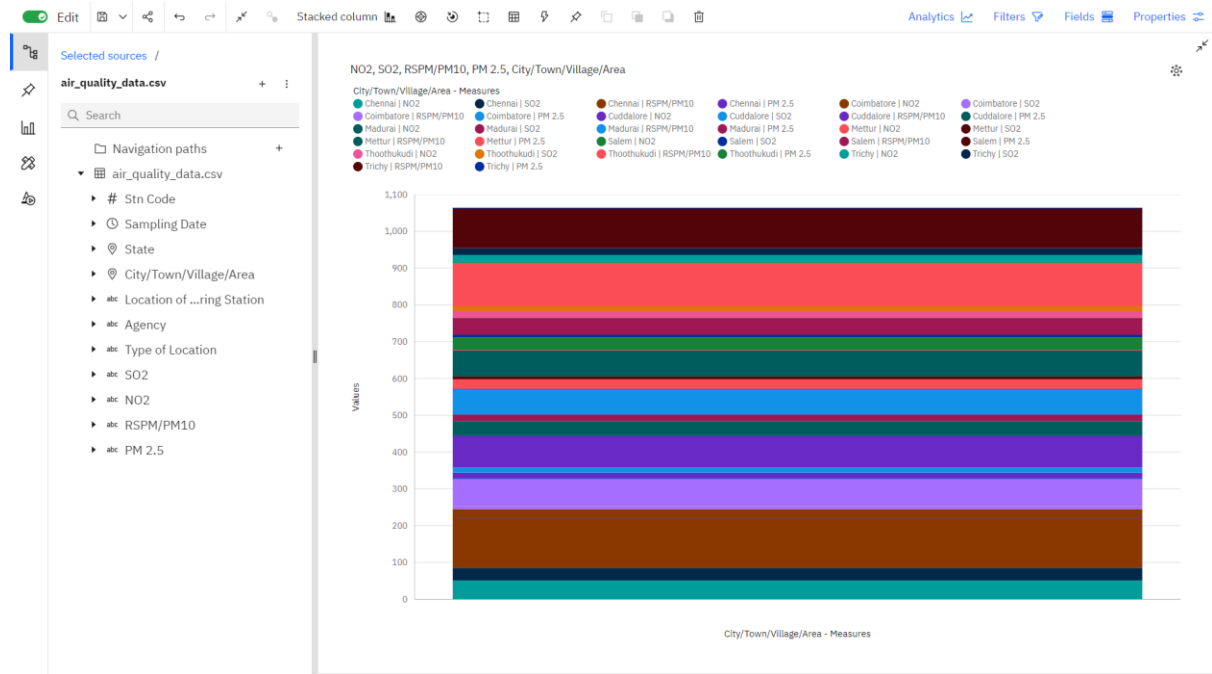 Edit Stacked column Analytics Filters Fields Properties
Selected sources /
air_quality_data.csv + ⋮
Search
Navigation paths +
air_quality_data.csv
# Stn Code
Sampling Date
State
City/Town/Village/Area
abc Location of ...ring Station
abc Agency
abc Type of Location
abc SO2
abc NO2
abc RSPM/PM10
abc PM 2.5
NO2, SO2, RSPM/PM10, PM 2.5, City/Town/Village/Area
City/Town/Village/Area - Measures
Chennai | NO2 Chennai | SO2 Chennai | RSPM/PM10 Chennai | PM 2.5 Coimbatore | NO2 Coimbatore | SO2
Coimbatore | RSPM/PM10 Coimbatore | PM 2.5 Cuddalore | NO2 Cuddalore | SO2 Cuddalore | RSPM/PM10 Cuddalore | PM 2.5
Madurai | NO2 Madurai | SO2 Madurai | RSPM/PM10 Madurai | PM 2.5 Mettur | NO2 Mettur | SO2
Mettur | RSPM/PM10 Mettur | PM 2.5 Salem | NO2 Salem | SO2 Salem | RSPM/PM10 Salem | PM 2.5
Thoothukudi | NO2 Thoothukudi | SO2 Thoothukudi | RSPM/PM10 Thoothukudi | PM 2.5 Trichy | NO2 Trichy | SO2
Trichy | RSPM/PM10 Trichy | PM 2.5
1,100
1,000
900
800
700
600
500
400
300
200
100
0
Values
City/Town/Village/Area - Measures